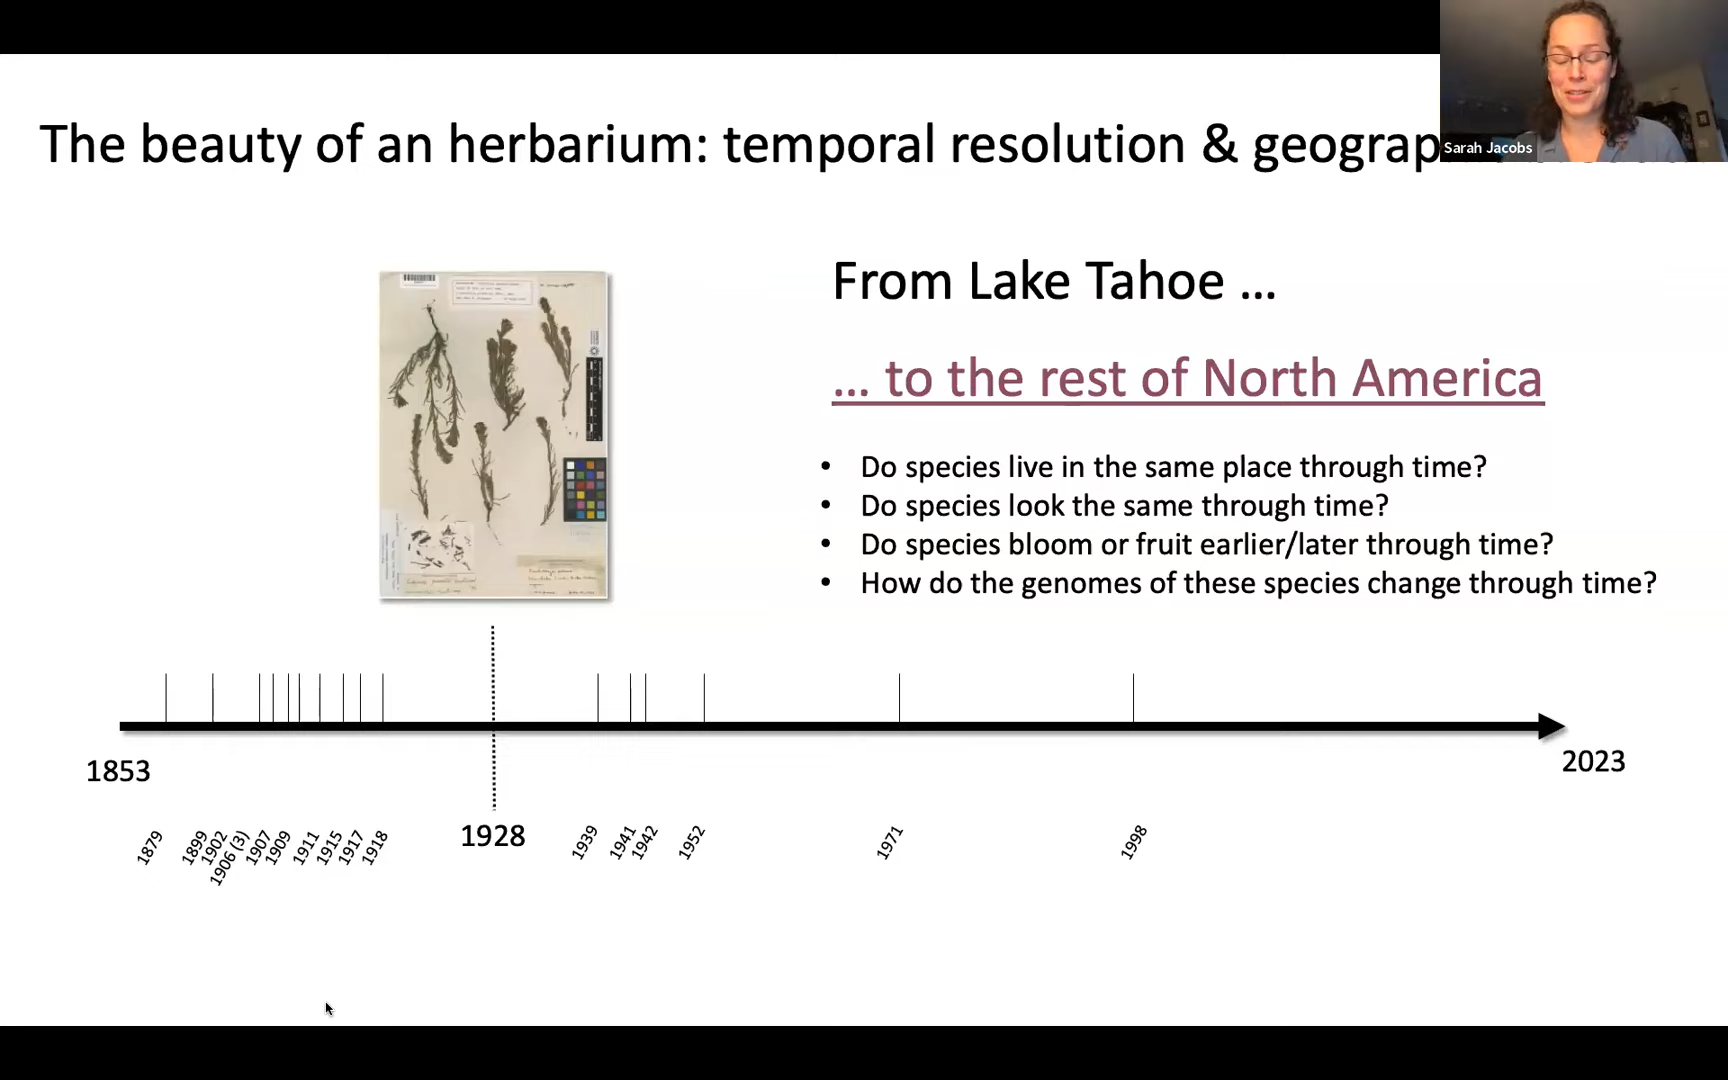 The beauty of an herbarium: temporal resolution & geograp
Sarah Jacobs
From Lake Tahoe ...
... to the rest of North America
• Do species live in the same place through time?
• Do species look the same through time?
• Do species bloom or fruit earlier/later through time?
• How do the genomes of these species change through time?
1853
2023
1879
1899
1902
1906 (3)
1907
1909
1911
1915
1917
1918
1928
1939
1941
1942
1952
1971
1998